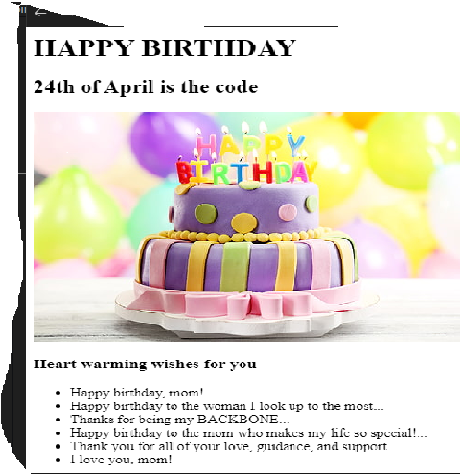 HAPPY BIRTHDAY
24th of April is the code
HAPPY
BIRTHDAY
Heart warming wishes for you
• Happy birthday, mom!
• Happy birthday to the woman I look up to the most...
• Thanks for being my BACKBONE...
• Happy birthday to the mom who makes my life so special!...
• Thank you for all of your love, guidance, and support.
• I love you, mom!